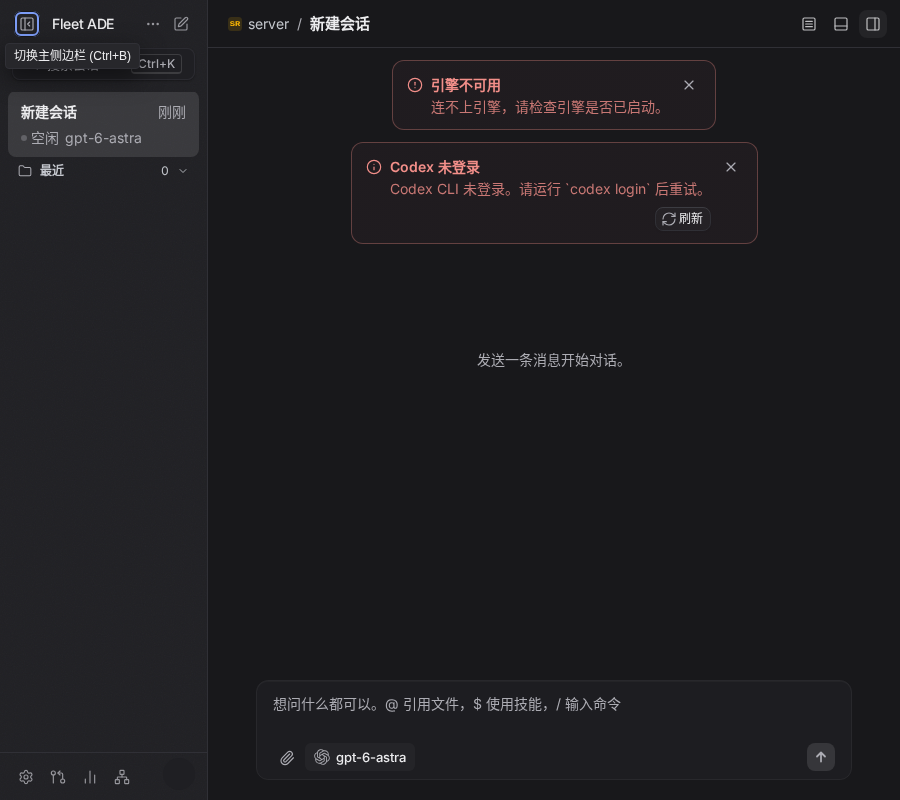 Fleet ADE
切换主侧边栏 (Ctrl+B)
Ctrl+K
新建会话 刚刚
空闲 gpt-6-astra
最近 0
SR server / 新建会话
引擎不可用
连不上引擎，请检查引擎是否已启动。
Codex 未登录
Codex CLI 未登录。请运行 `codex login` 后重试。
刷新
发送一条消息开始对话。
想问什么都可以。@ 引用文件，$ 使用技能，/ 输入命令
gpt-6-astra